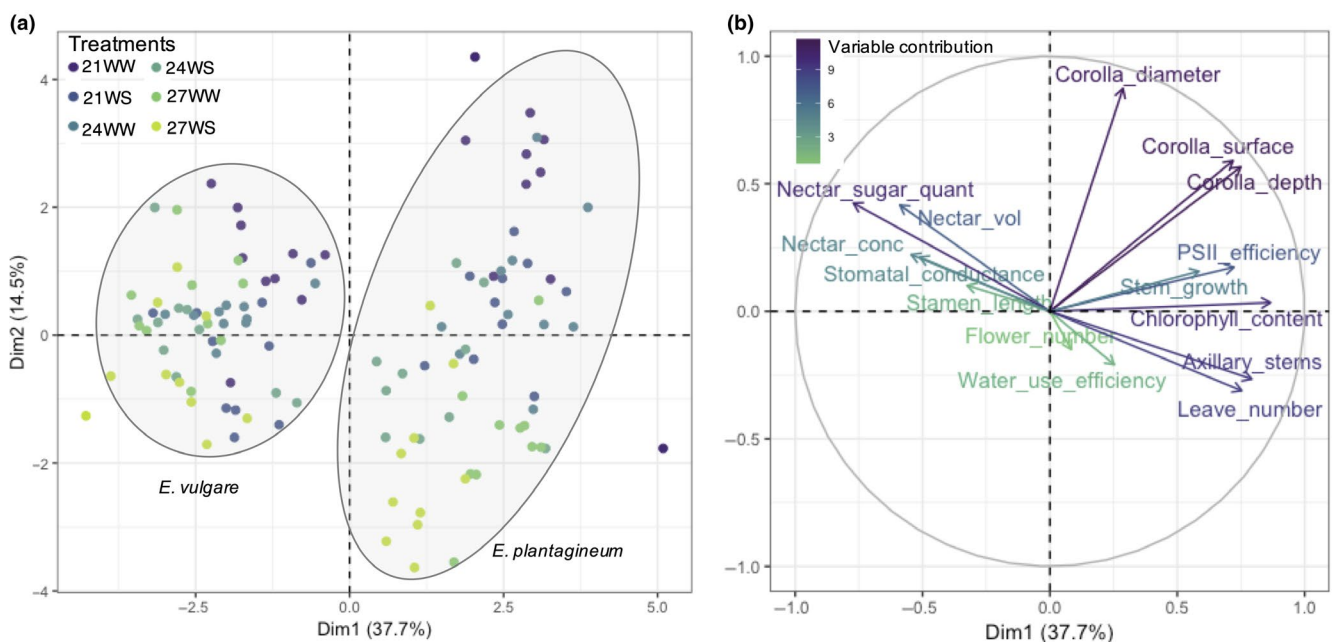 (a)
Treatments
21WW 24WS
21WS 27WW
24WW 27WS
4
2
0
−2
−4
Dim2 (14.5%)
E. vulgare
E. plantagineum
−2.5 0.0 2.5 5.0
Dim1 (37.7%)
(b)
Variable contribution
9
6
3
1.0
0.5
0.0
−0.5
−1.0
Corolla_diameter
Corolla_surface
Corolla_depth
Nectar_sugar_quant
Nectar_vol
Nectar_conc
PSII_efficiency
Stomatal_conductance
Stem_growth
Stamen_length
Chlorophyll_content
Flower_number
Axillary_stems
Water_use_efficiency
Leave_number
−1.0 −0.5 0.0 0.5 1.0
Dim1 (37.7%)